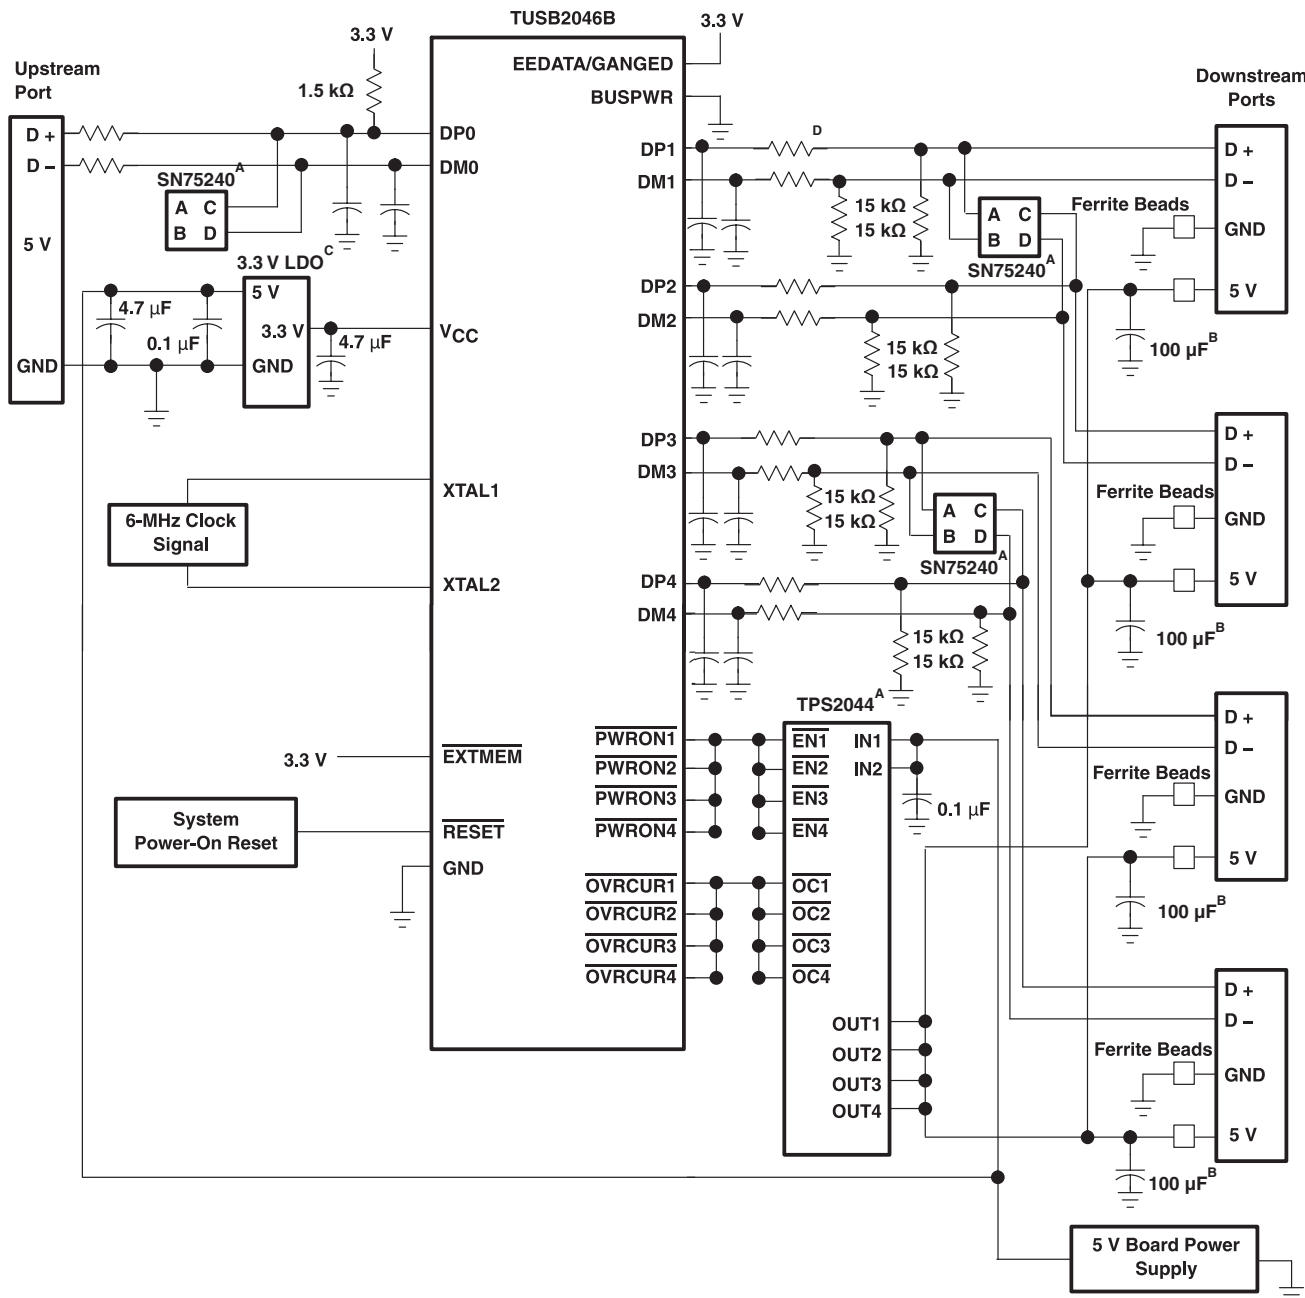 TUSB2046B
3.3 V
3.3 V
EEDATA/GANGED
Upstream
Port
1.5 kΩ
BUSPWR
Downstream
Ports
D +
DP0
D
DP1
D +
D −
DM0
DM1
D −
SN75240A
A C
B D
Ferrite Beads
15 kΩ
15 kΩ
A C
B D
GND
5 V
SN75240A
3.3 V LDOC
5 V
DP2
5 V
4.7 µF
3.3 V
VCC
DM2
0.1 µF
4.7 µF
15 kΩ
15 kΩ
100 µFB
GND
GND
DP3
D +
DM3
D −
XTAL1
Ferrite Beads
15 kΩ
15 kΩ
A C
B D
GND
6-MHz Clock
Signal
SN75240A
XTAL2
DP4
5 V
DM4
15 kΩ
15 kΩ
100 µFB
TPS2044A
D +
PWRON1
EN1
IN1
D −
3.3 V
EXTMEM
PWRON2
EN2
IN2
Ferrite Beads
PWRON3
EN3
0.1 µF
GND
System
Power-On Reset
RESET
PWRON4
EN4
5 V
GND
OVRCUR1
OC1
OVRCUR2
OC2
100 µFB
OVRCUR3
OC3
OVRCUR4
OC4
D +
OUT1
D −
OUT2
Ferrite Beads
OUT3
GND
OUT4
5 V
100 µFB
5 V Board Power
Supply